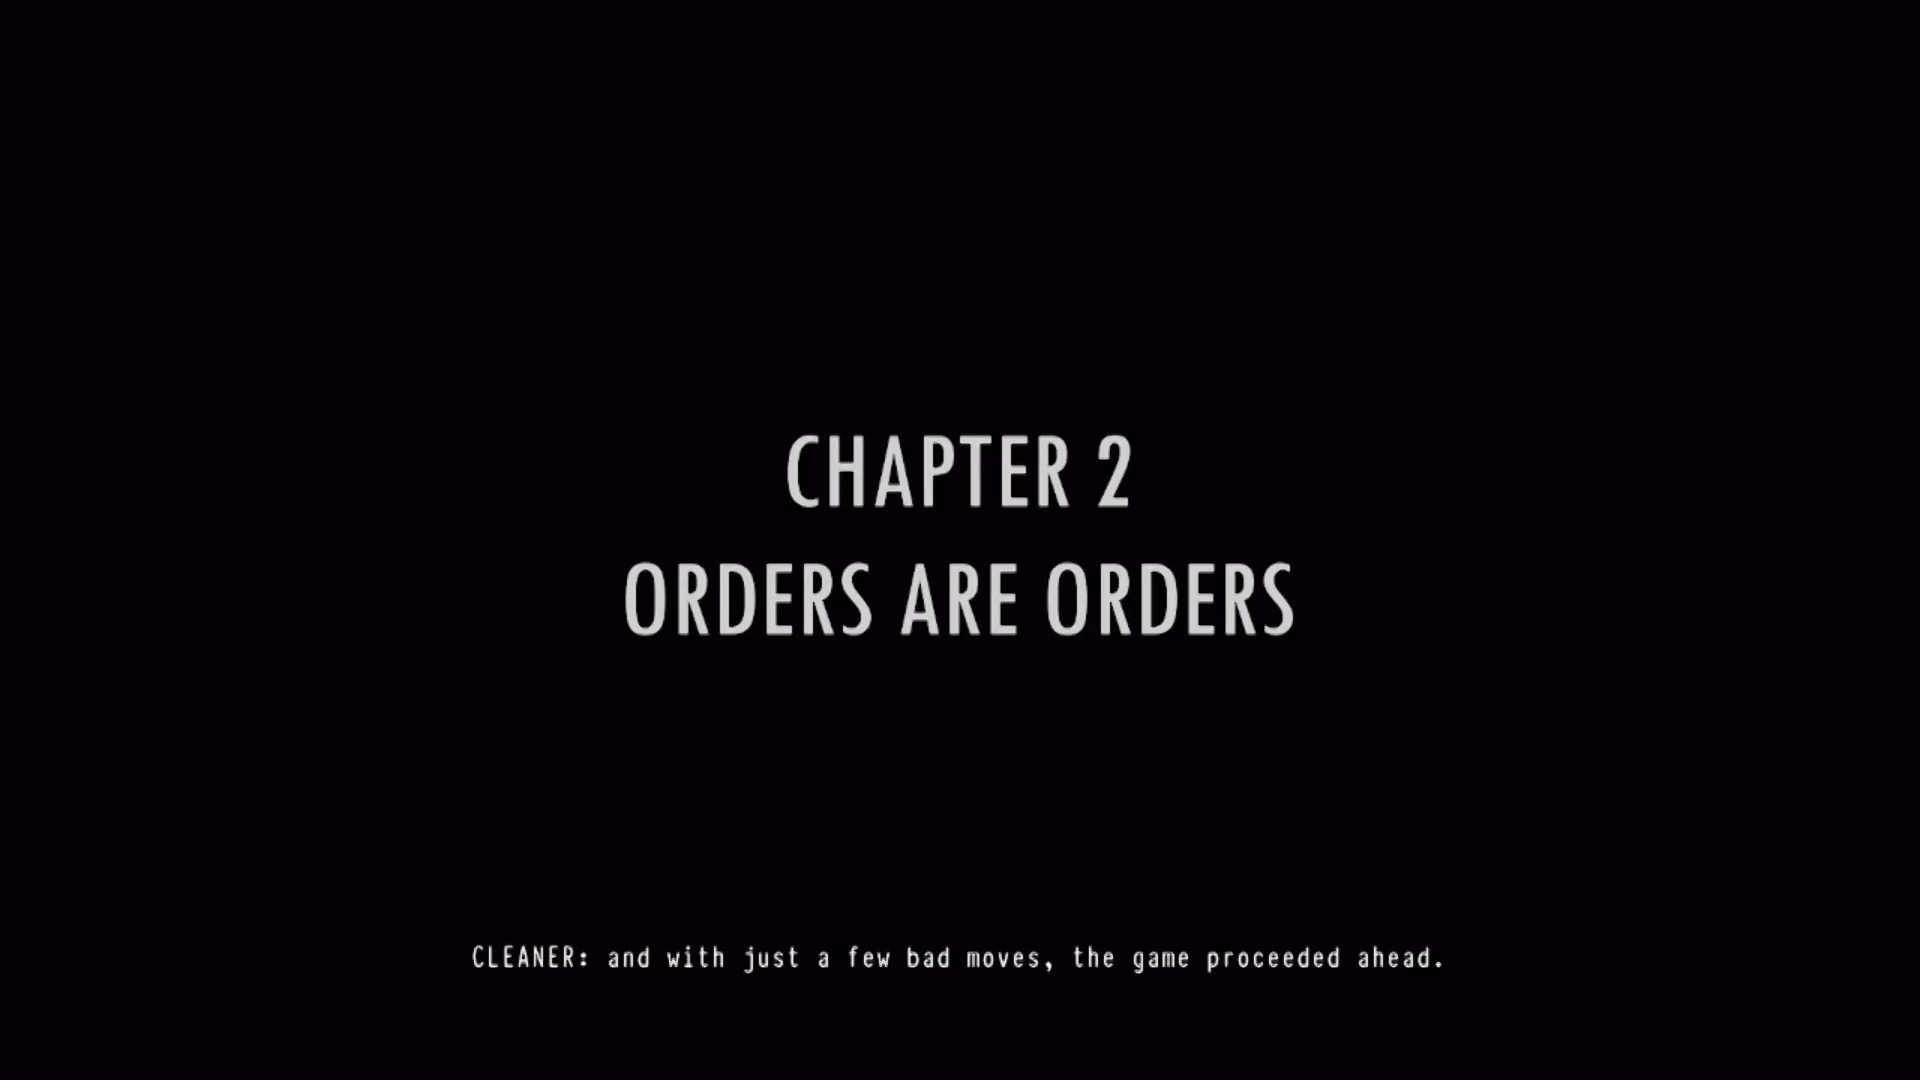 CHAPTER 2
ORDERS ARE ORDERS
CLEANER: and with just a few bad moves, the game proceeded ahead.